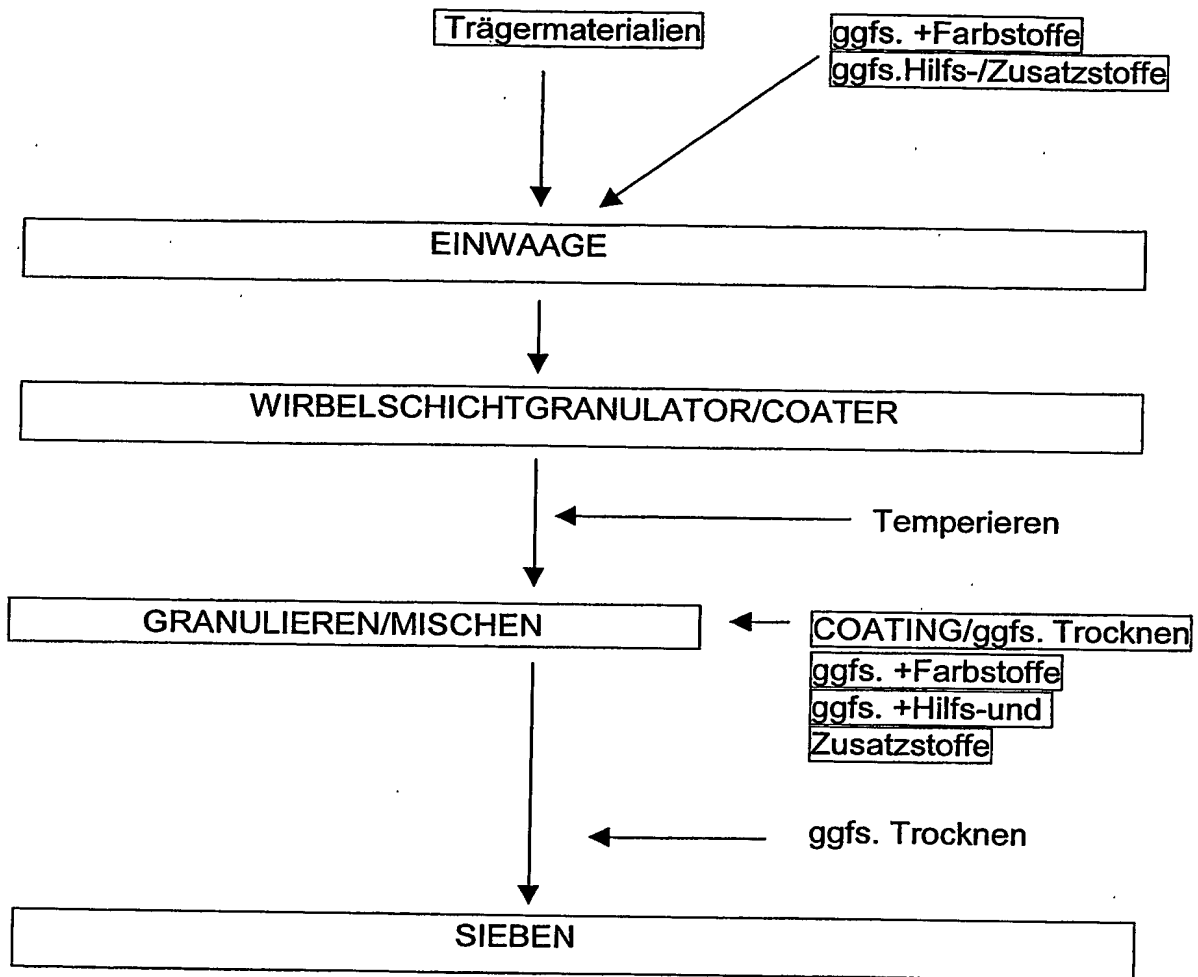 Trägermaterialien
ggfs. +Farbstoffe
ggfs.Hilfs-/Zusatzstoffe
EINWAAGE
WIRBELSCHICHTGRANULATOR/COATER
Temperieren
GRANULIEREN/MISCHEN
COATING/ggfs. Trocknen
ggfs. +Farbstoffe
ggfs. +Hilfs-und
Zusatzstoffe
ggfs. Trocknen
SIEBEN